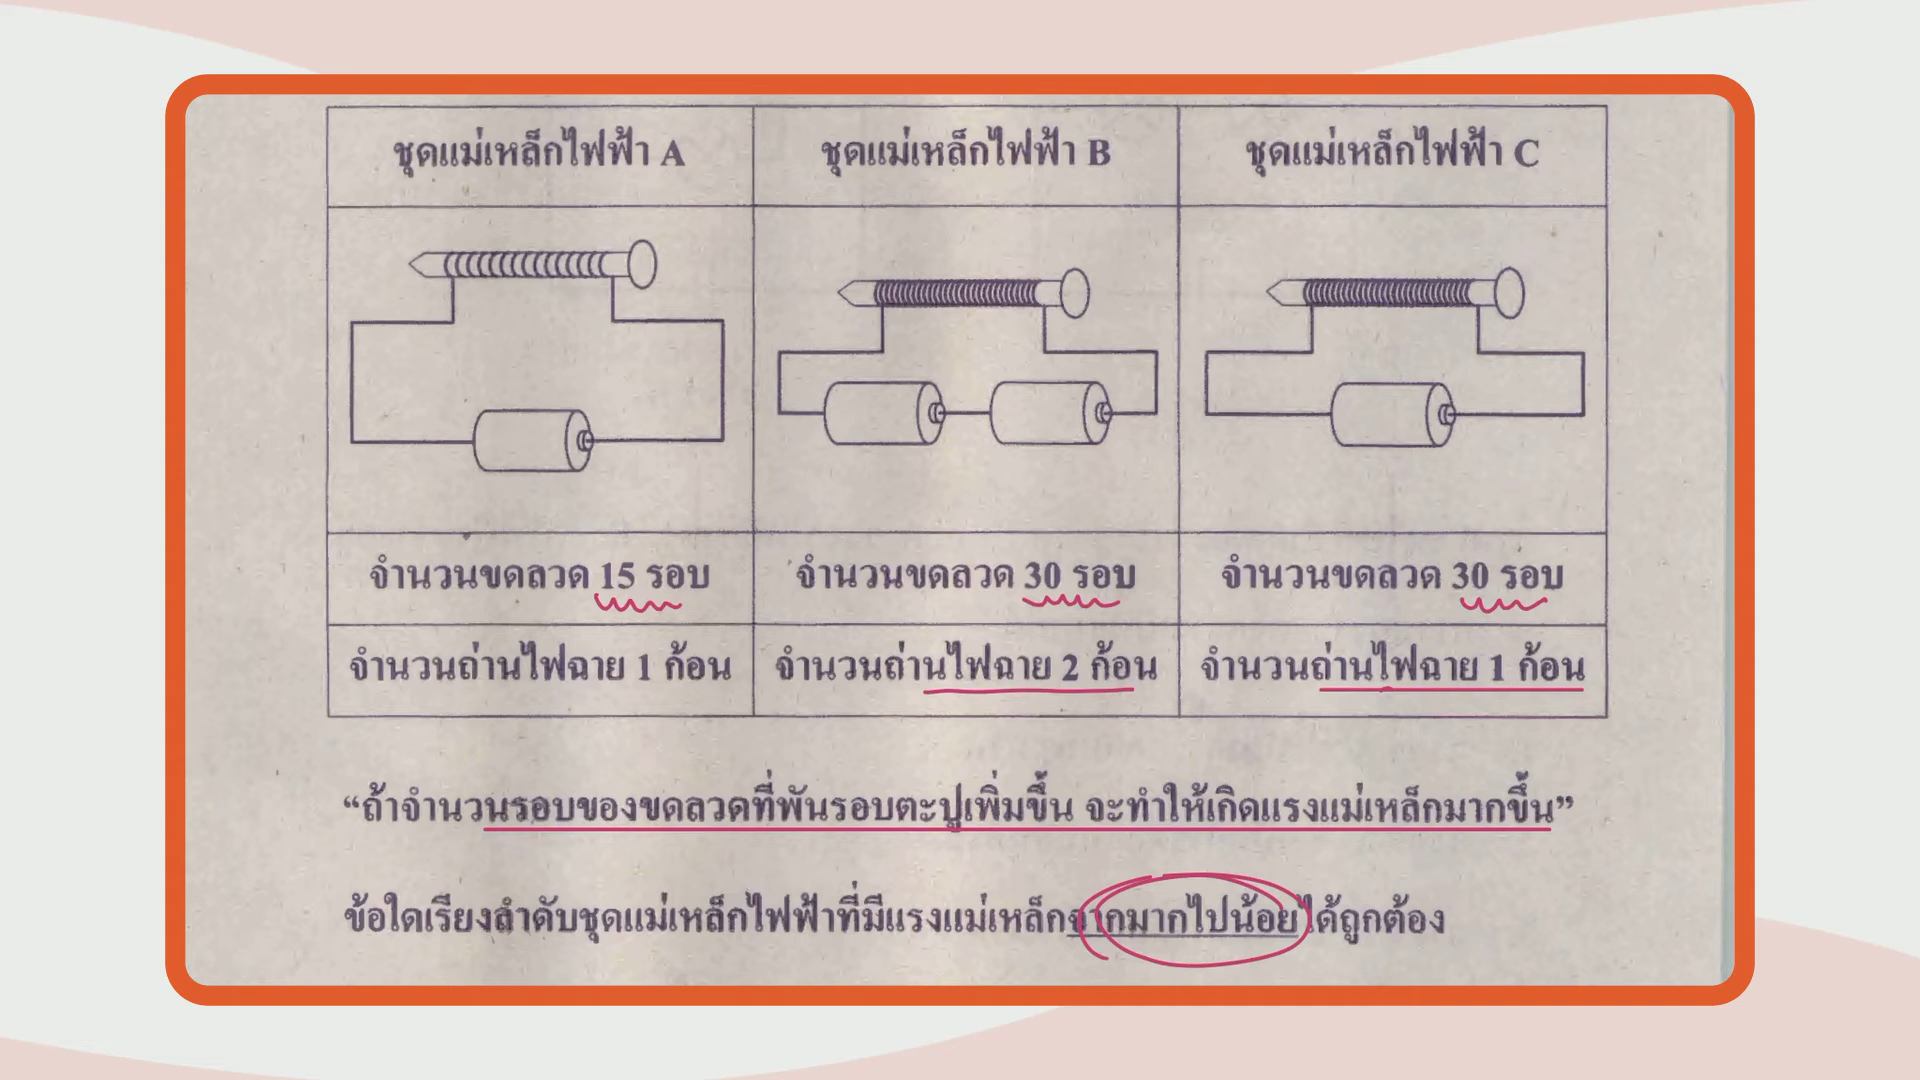 ชุดแม่เหล็กไฟฟ้า A
ชุดแม่เหล็กไฟฟ้า B
ชุดแม่เหล็กไฟฟ้า C
จำนวนขดลวด 15 รอบ
จำนวนขดลวด 30 รอบ
จำนวนขดลวด 30 รอบ
จำนวนถ่านไฟฉาย 1 ก้อน
จำนวนถ่านไฟฉาย 2 ก้อน
จำนวนถ่านไฟฉาย 1 ก้อน
“ถ้าจำนวนรอบของขดลวดที่พันรอบตะปูเพิ่มขึ้น จะทำให้เกิดแรงแม่เหล็กมากขึ้น”
ข้อใดเรียงลำดับชุดแม่เหล็กไฟฟ้าที่มีแรงแม่เหล็กจากมากไปน้อยได้ถูกต้อง